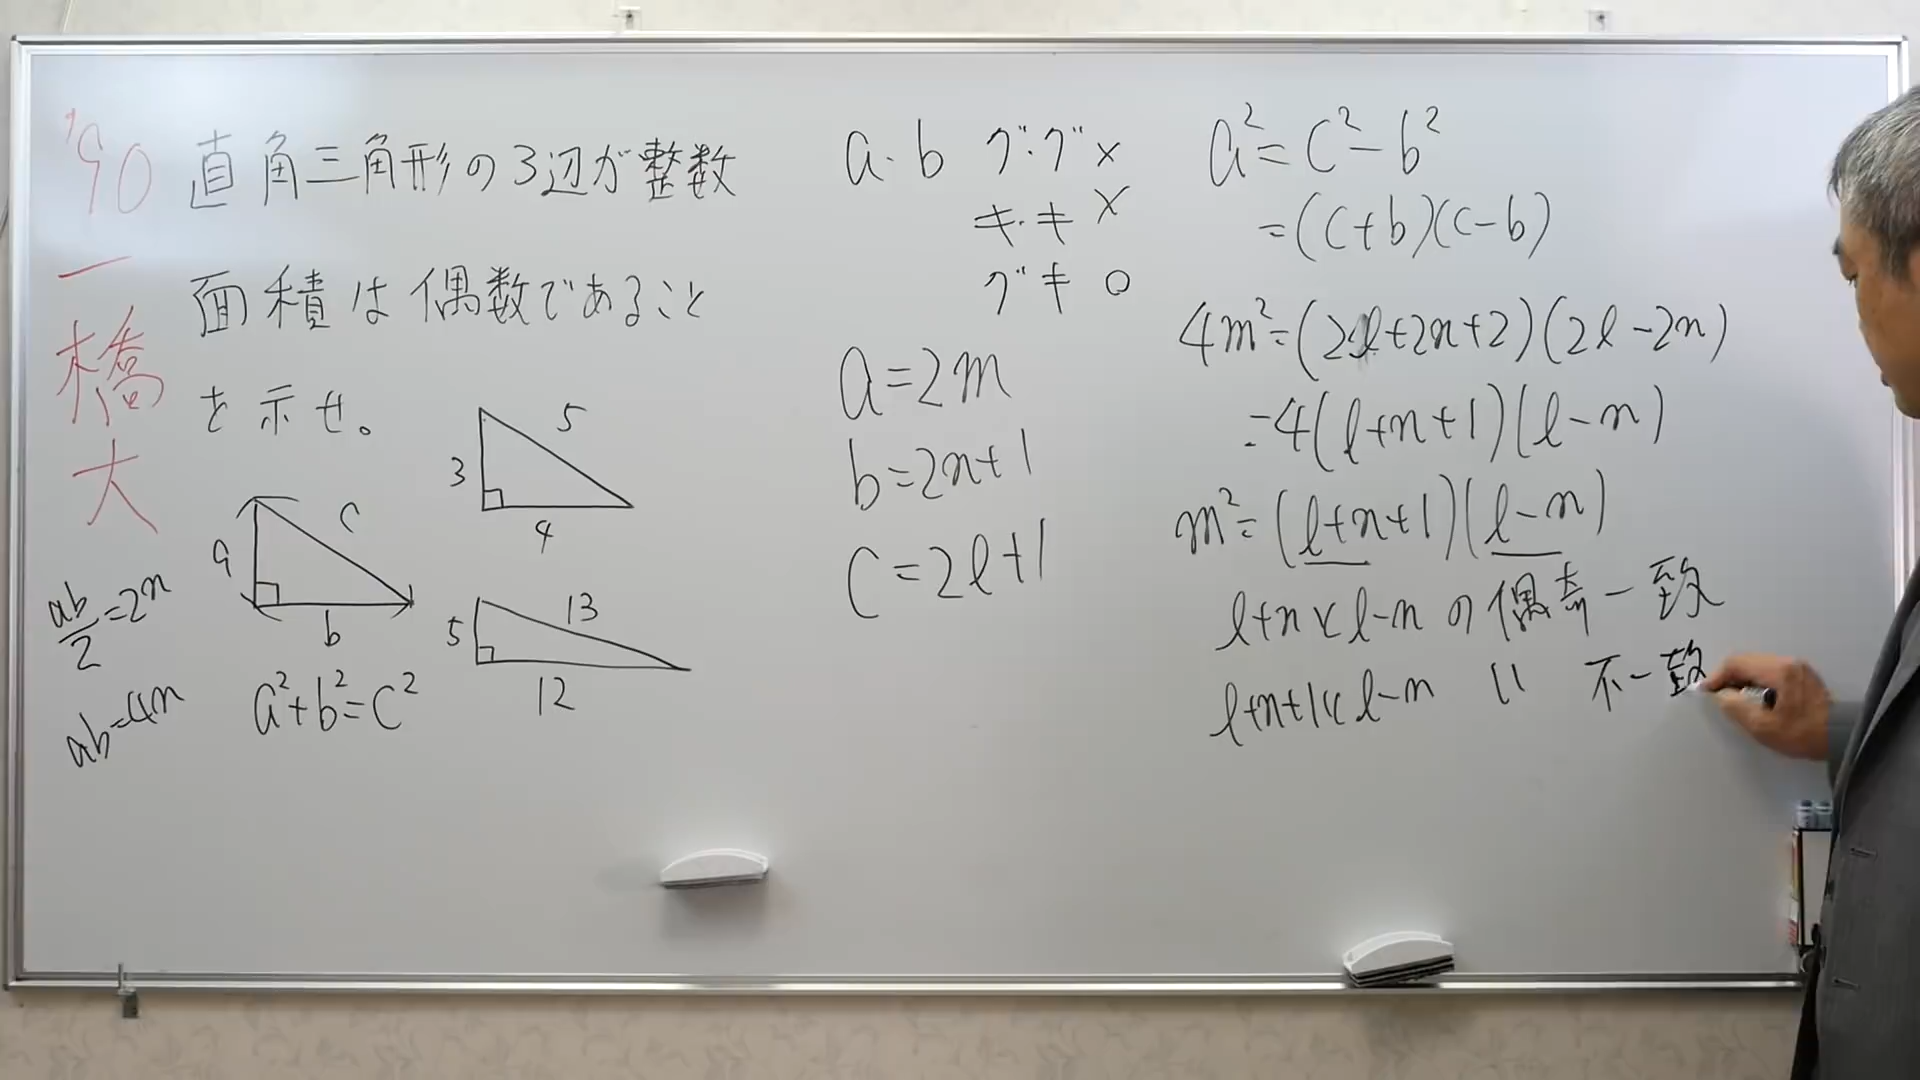 '90
一橋大
直角三角形の3辺が整数
面積は偶数であること
を示せ。
3
5
4
a
c
b
5
13
12
ab/2=2n
ab=4n
a²+b²=c²
a・b グ・グ ×
キ・キ ×
グキ ○
a=2m
b=2n+1
c=2l+1
a²=c²-b²
=(c+b)(c-b)
4m²=(2l+2n+2)(2l-2n)
=4(l+n+1)(l-n)
m²=(l+n+1)(l-n)
l+nとl-nの偶奇一致
l+n+1とl-n 〃 不一致